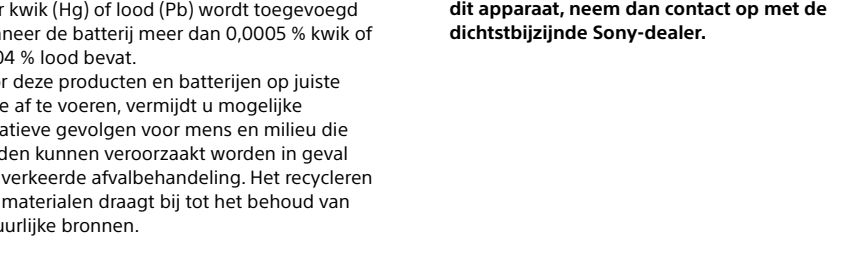 kwik (Hg) of lood (Pb) wordt toegevoegd
neer de batterij meer dan 0,0005 % kwik of
04 % lood bevat.
deze producten en batterijen op juiste
e af te voeren, vermijdt u mogelijke
atieve gevolgen voor mens en milieu die
den kunnen veroorzaakt worden in geval
verkeerde afvalbehandeling. Het recycleren
materialen draagt bij tot het behoud van
uurlijke bronnen.
dit apparaat, neem dan contact op met de
dichtstbijzijnde Sony-dealer.